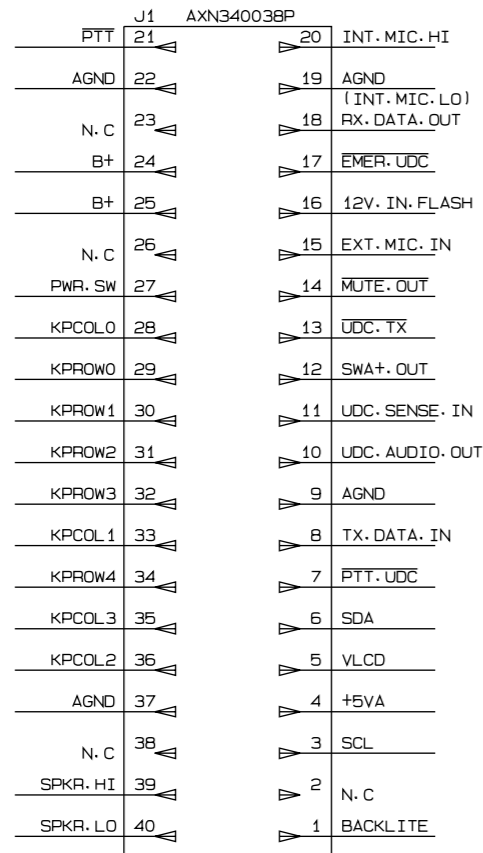 J1 AXN340038P
PTT 21 20 INT.MIC.HI
AGND 22 19 AGND
(INT.MIC.LO)
N.C 23 18 RX.DATA.OUT
B+ 24 17 EMER.UDC
B+ 25 16 12V.IN.FLASH
N.C 26 15 EXT.MIC.IN
PWR.SW 27 14 MUTE.OUT
KPCOL0 28 13 UDC.TX
KPROW0 29 12 SWA+.OUT
KPROW1 30 11 UDC.SENSE.IN
KPROW2 31 10 UDC.AUDIO.OUT
KPROW3 32 9 AGND
KPCOL1 33 8 TX.DATA.IN
KPROW4 34 7 PTT.UDC
KPCOL3 35 6 SDA
KPCOL2 36 5 VLCD
AGND 37 4 +5VA
N.C 38 3 SCL
SPKR.HI 39 2 N.C
SPKR.LO 40 1 BACKLITE